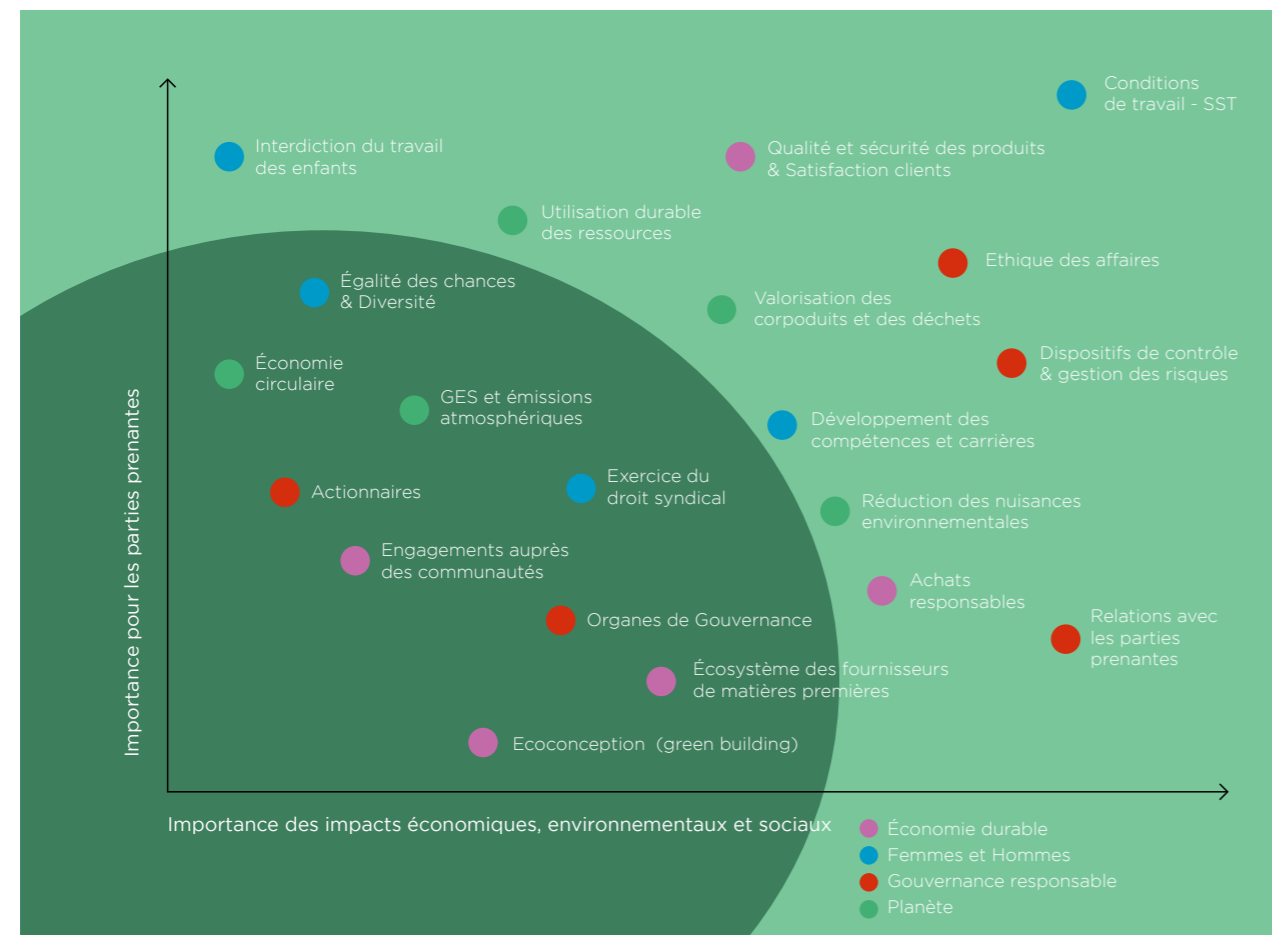 Conditions
de travail - SST
Interdiction du travail
des enfants
Qualité et sécurité des produits
& Satisfaction clients
Utilisation durable
des ressources
Ethique des affaires
Égalité des chances
& Diversité
Valorisation des
corpoduits et des déchets
Dispositifs de contrôle
& gestion des risques
Économie
circulaire
GES et émissions
atmosphériques
Développement des
compétences et carrières
Exercice du
droit syndical
Actionnaires
Réduction des nuisances
environnementales
Engagements auprès
des communautés
Achats
responsables
Organes de Gouvernance
Relations avec
les parties
prenantes
Écosystème des fournisseurs
de matières premières
Ecoconception (green building)
Importance pour les parties prenantes
Importance des impacts économiques, environnementaux et sociaux
Économie durable
Femmes et Hommes
Gouvernance responsable
Planète